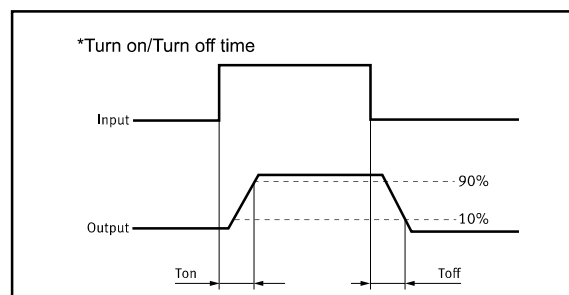 *Turn on/Turn off time
Input
90%
10%
Output
Ton
Toff